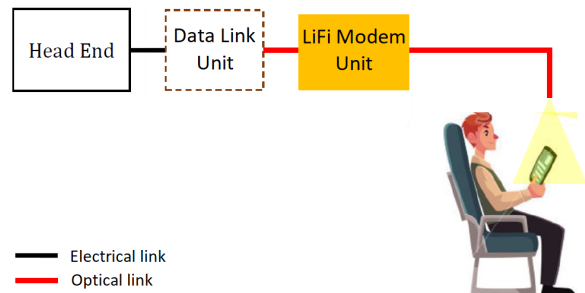 Head End
Data Link
Unit
LiFi Modem
Unit
Electrical link
Optical link